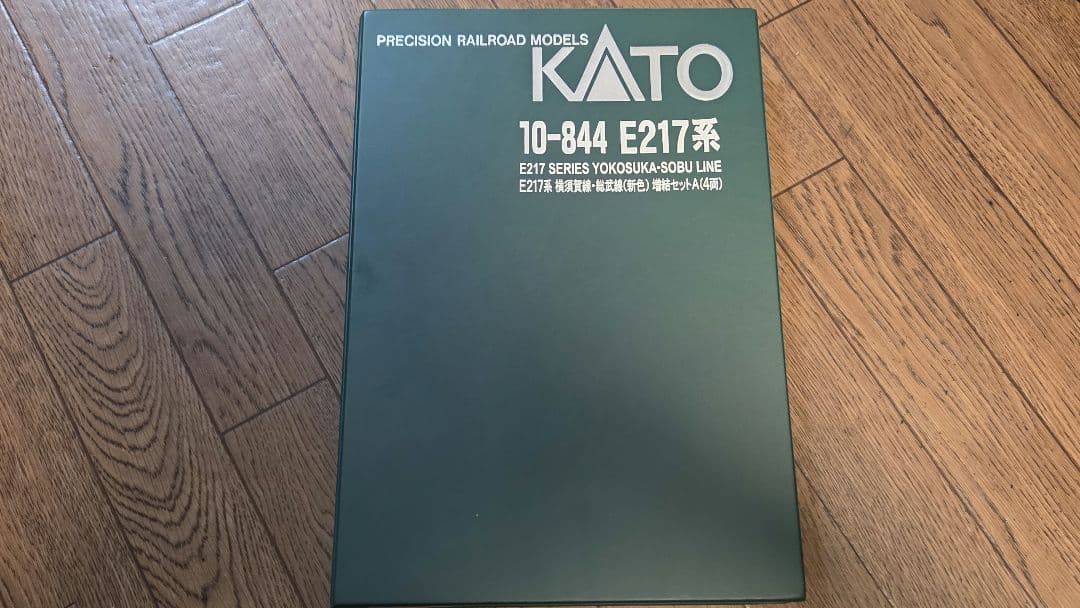 PRECISION RAILROAD MODELS
KATO
10-844 E217系
E217 SERIES YOKOSUKA-SOBU LINE
E217系 横須賀線・総武線(新色) 増結セットA(4両)